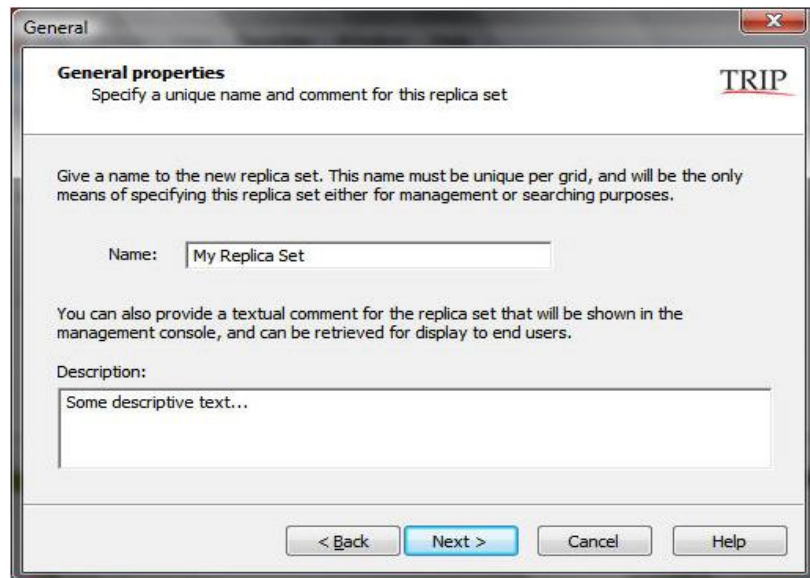 General
General properties
Specify a unique name and comment for this replica set
TRIP
Give a name to the new replica set. This name must be unique per grid, and will be the only
means of specifying this replica set either for management or searching purposes.
Name: My Replica Set
You can also provide a textual comment for the replica set that will be shown in the
management console, and can be retrieved for display to end users.
Description:
Some descriptive text...
< Back Next > Cancel Help